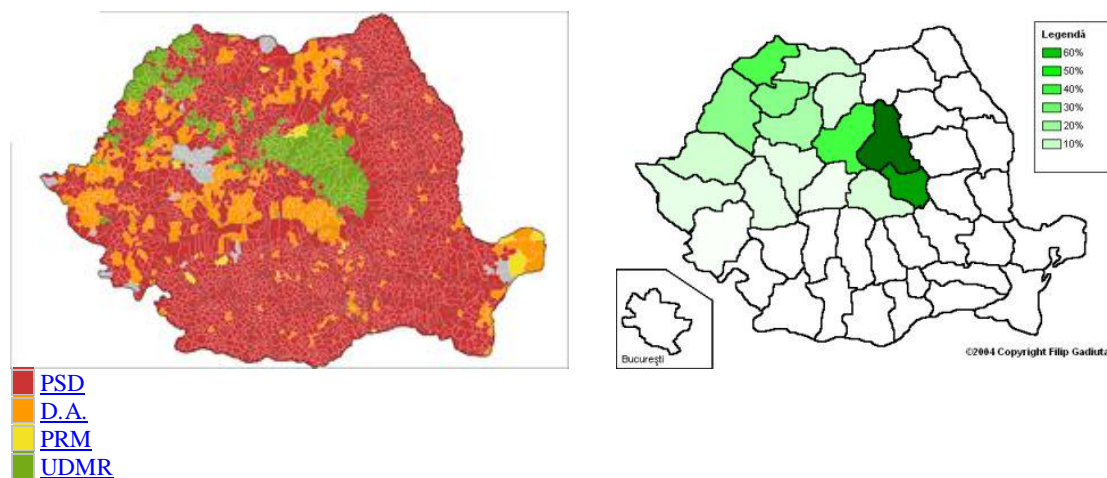 PSD
D.A.
PRM
UDMR
Legendă
60%
50%
40%
30%
20%
10%
București
©2004 Copyright Filip Gadiuta